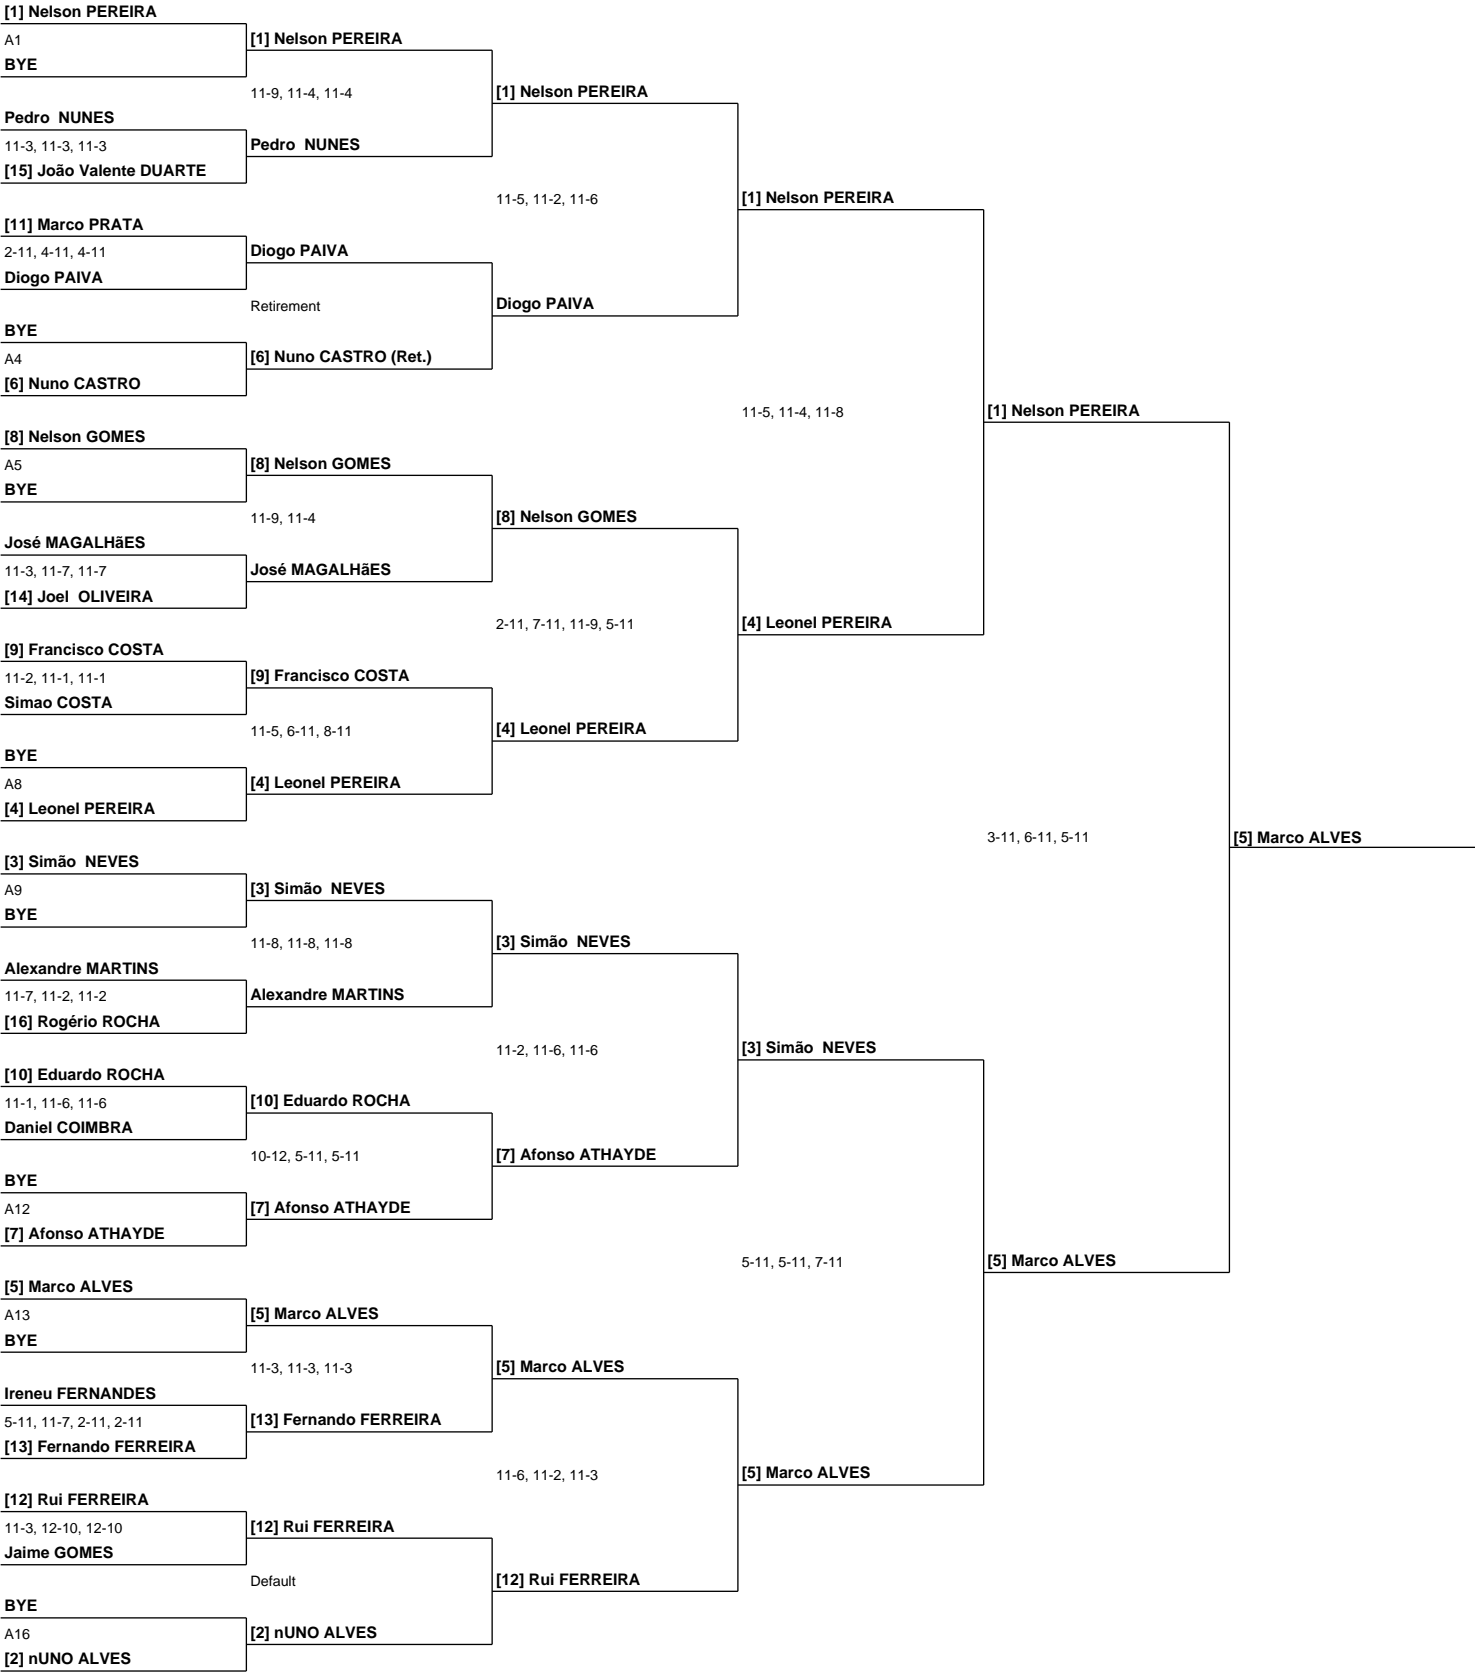 [1] Nelson PEREIRA
A1
BYE
Pedro NUNES
11-3, 11-3, 11-3
[15] João Valente DUARTE
[11] Marco PRATA
2-11, 4-11, 4-11
Diogo PAIVA
BYE
A4
[6] Nuno CASTRO
[8] Nelson GOMES
A5
BYE
José MAGALHãES
11-3, 11-7, 11-7
[14] Joel OLIVEIRA
[9] Francisco COSTA
11-2, 11-1, 11-1
Simao COSTA
BYE
A8
[4] Leonel PEREIRA
[3] Simão NEVES
A9
BYE
Alexandre MARTINS
11-7, 11-2, 11-2
[16] Rogério ROCHA
[10] Eduardo ROCHA
11-1, 11-6, 11-6
Daniel COIMBRA
BYE
A12
[7] Afonso ATHAYDE
[5] Marco ALVES
A13
BYE
Ireneu FERNANDES
5-11, 11-7, 2-11, 2-11
[13] Fernando FERREIRA
[12] Rui FERREIRA
11-3, 12-10, 12-10
Jaime GOMES
BYE
A16
[2] nUNO ALVES
[1] Nelson PEREIRA
11-9, 11-4, 11-4
Pedro NUNES
Diogo PAIVA
Retirement
[6] Nuno CASTRO (Ret.)
[8] Nelson GOMES
11-9, 11-4
José MAGALHãES
[9] Francisco COSTA
11-5, 6-11, 8-11
[4] Leonel PEREIRA
[3] Simão NEVES
11-8, 11-8, 11-8
Alexandre MARTINS
[10] Eduardo ROCHA
10-12, 5-11, 5-11
[7] Afonso ATHAYDE
[5] Marco ALVES
11-3, 11-3, 11-3
[13] Fernando FERREIRA
[12] Rui FERREIRA
Default
[2] nUNO ALVES
[1] Nelson PEREIRA
11-5, 11-2, 11-6
Diogo PAIVA
[8] Nelson GOMES
2-11, 7-11, 11-9, 5-11
[4] Leonel PEREIRA
[3] Simão NEVES
11-2, 11-6, 11-6
[7] Afonso ATHAYDE
[5] Marco ALVES
11-6, 11-2, 11-3
[12] Rui FERREIRA
[1] Nelson PEREIRA
11-5, 11-4, 11-8
[4] Leonel PEREIRA
[3] Simão NEVES
5-11, 5-11, 7-11
[5] Marco ALVES
[1] Nelson PEREIRA
3-11, 6-11, 5-11
[5] Marco ALVES
[5] Marco ALVES